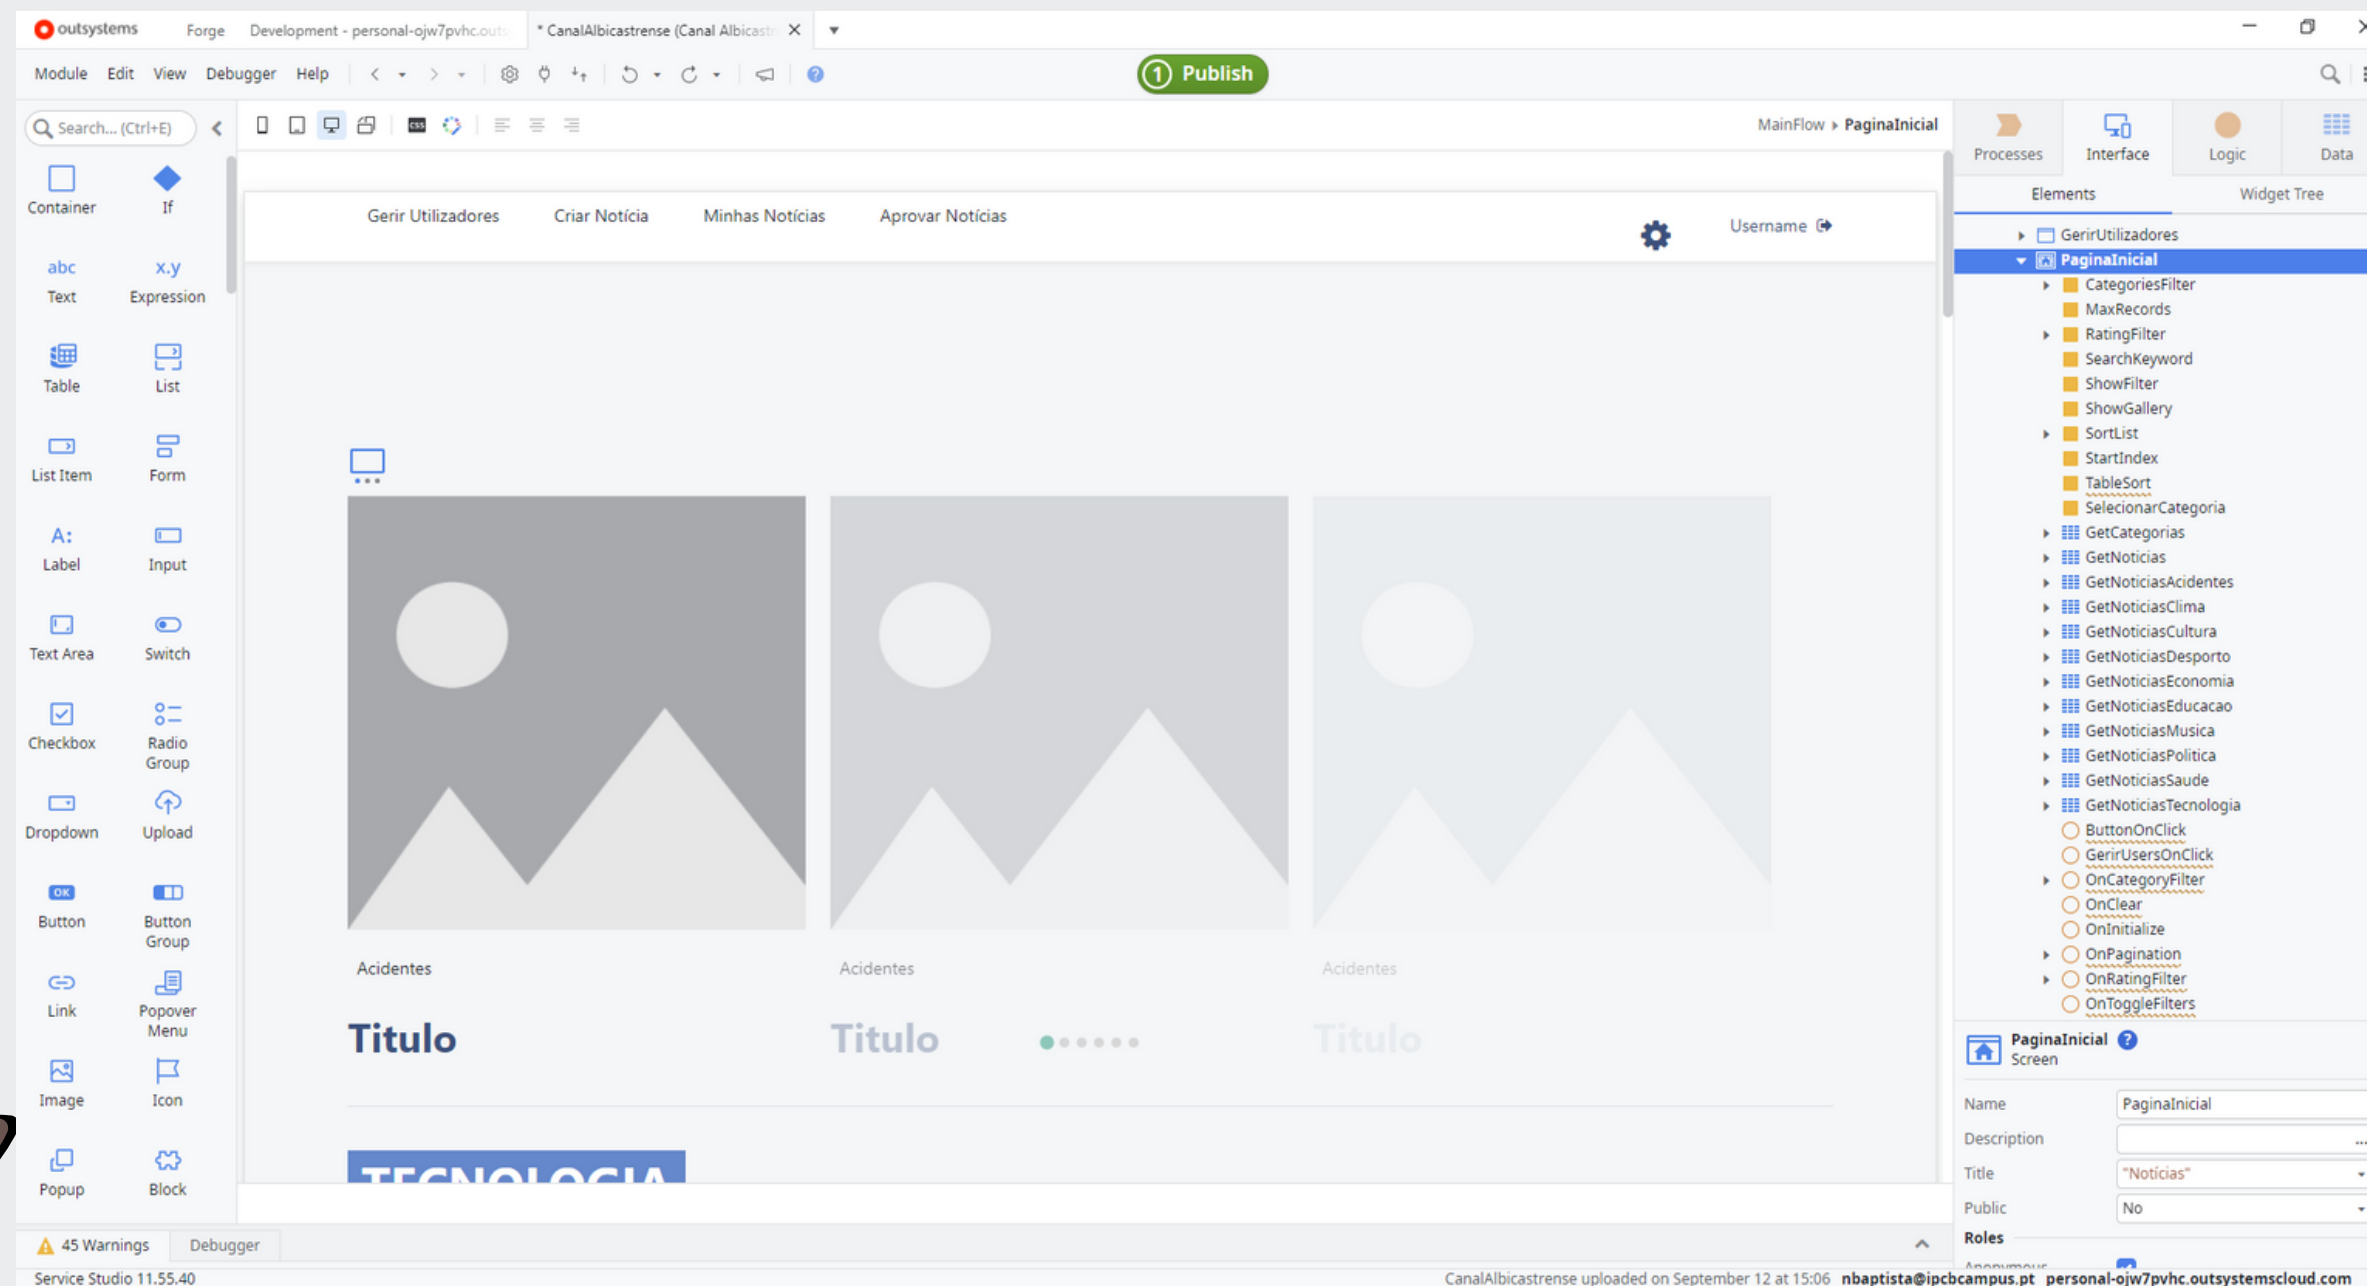 outsystems Forge Development - personal-ojw7pvhc.outs * CanalAlbicastrense (Canal Albicast
Module Edit View Debugger Help 1 Publish
Search... (Ctrl+E) css MainFlow PaginaInicial
Processes Interface Logic Data
Elements Widget Tree
Container If
abc x.y
Text Expression
Table List
List Item Form
A:
Label Input
Text Area Switch
Checkbox Radio Group
Dropdown Upload
OK
Button Button Group
Link Popover Menu
Image Icon
Popup Block
Gerir Utilizadores Criar Notícia Minhas Notícias Aprovar Notícias Username
Acidentes Acidentes Acidentes
Titulo Titulo Titulo
TECNOLOGIA
GerirUtilizadores
PaginaInicial
CategoriesFilter
MaxRecords
RatingFilter
SearchKeyword
ShowFilter
ShowGallery
SortList
StartIndex
TableSort
SelecionarCategoria
GetCategorias
GetNoticias
GetNoticiasAcidentes
GetNoticiasClima
GetNoticiasCultura
GetNoticiasDesporto
GetNoticiasEconomia
GetNoticiasEducacao
GetNoticiasMusica
GetNoticiasPolitica
GetNoticiasSaude
GetNoticiasTecnologia
ButtonOnClick
GerirUsersOnClick
OnCategoryFilter
OnClear
OnInitialize
OnPagination
OnRatingFilter
OnToggleFilters
PaginaInicial ?
Screen
Name PaginaInicial
Description ...
Title "Notícias"
Public No
Roles
Anonymous
45 Warnings Debugger
Service Studio 11.55.40 CanalAlbicastrense uploaded on September 12 at 15:06 nbaptista@ipcbcampus.pt personal-ojw7pvhc.outsystemscloud.com